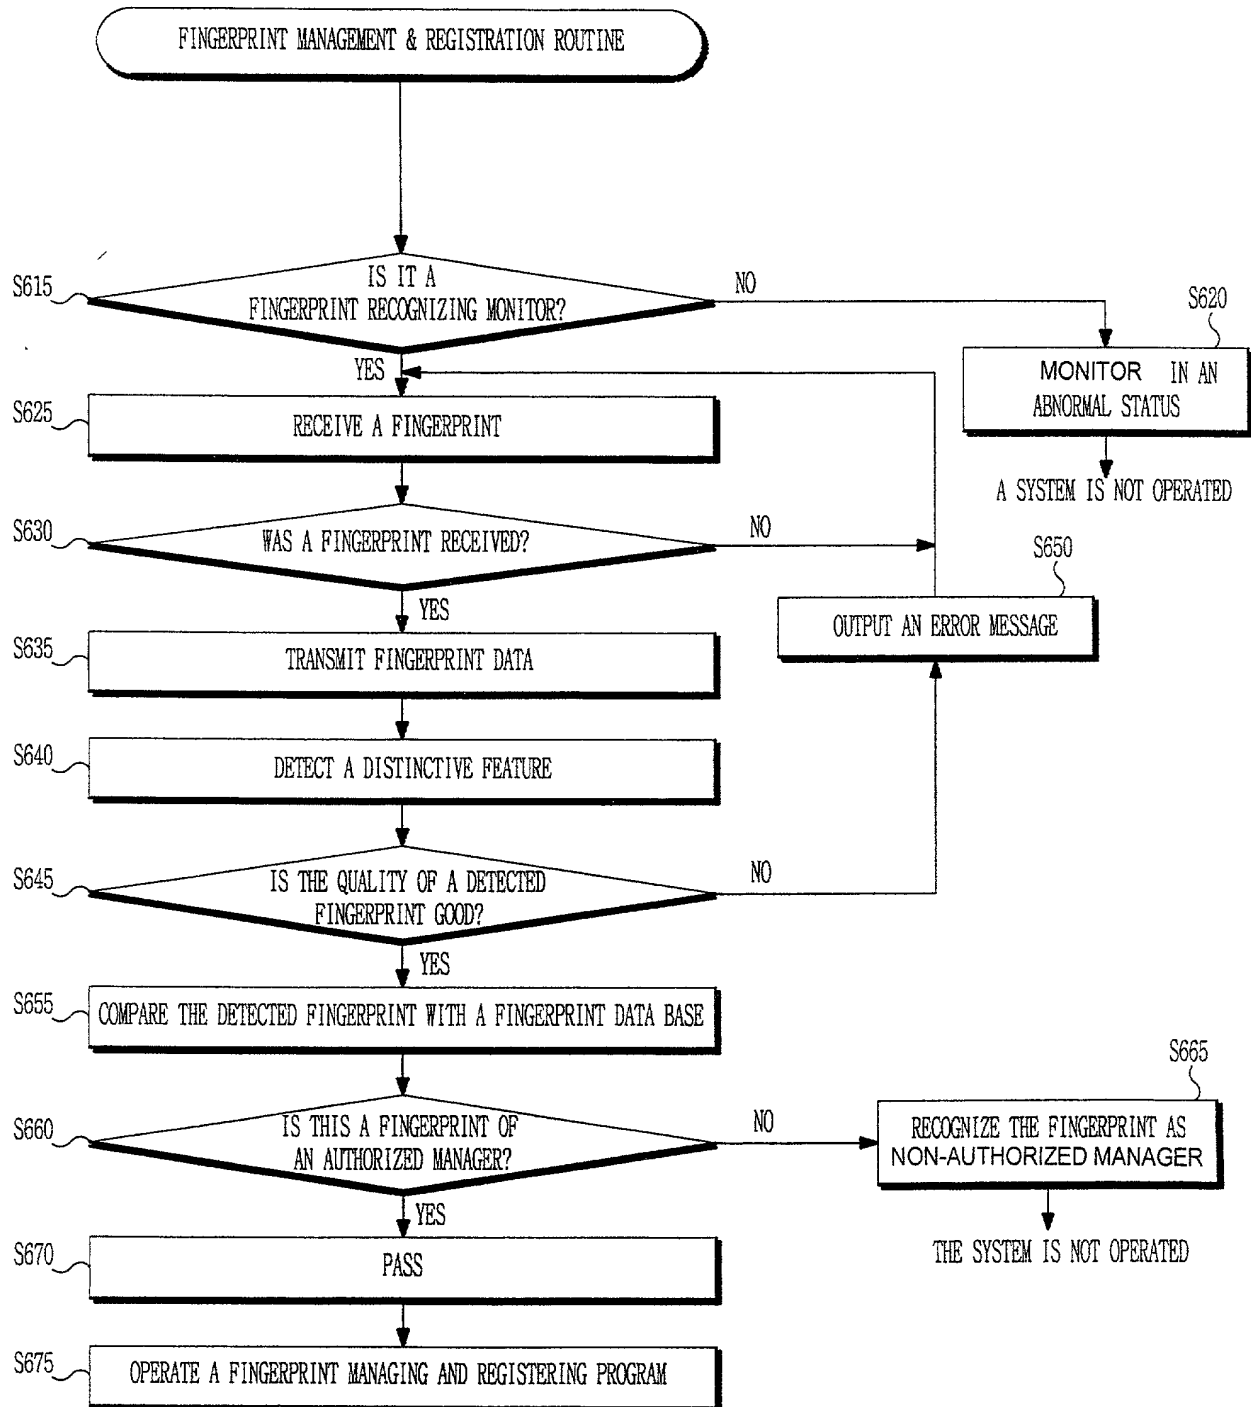 FINGERPRINT MANAGEMENT & REGISTRATION ROUTINE
S615
IS IT A
FINGERPRINT RECOGNIZING MONITOR?
NO
S620
MONITOR IN AN
ABNORMAL STATUS
A SYSTEM IS NOT OPERATED
YES
S625
RECEIVE A FINGERPRINT
S630
WAS A FINGERPRINT RECEIVED?
NO
S650
OUTPUT AN ERROR MESSAGE
YES
S635
TRANSMIT FINGERPRINT DATA
S640
DETECT A DISTINCTIVE FEATURE
S645
IS THE QUALITY OF A DETECTED
FINGERPRINT GOOD?
NO
YES
S655
COMPARE THE DETECTED FINGERPRINT WITH A FINGERPRINT DATA BASE
S660
IS THIS A FINGERPRINT OF
AN AUTHORIZED MANAGER?
NO
S665
RECOGNIZE THE FINGERPRINT AS
NON-AUTHORIZED MANAGER
THE SYSTEM IS NOT OPERATED
YES
S670
PASS
S675
OPERATE A FINGERPRINT MANAGING AND REGISTERING PROGRAM